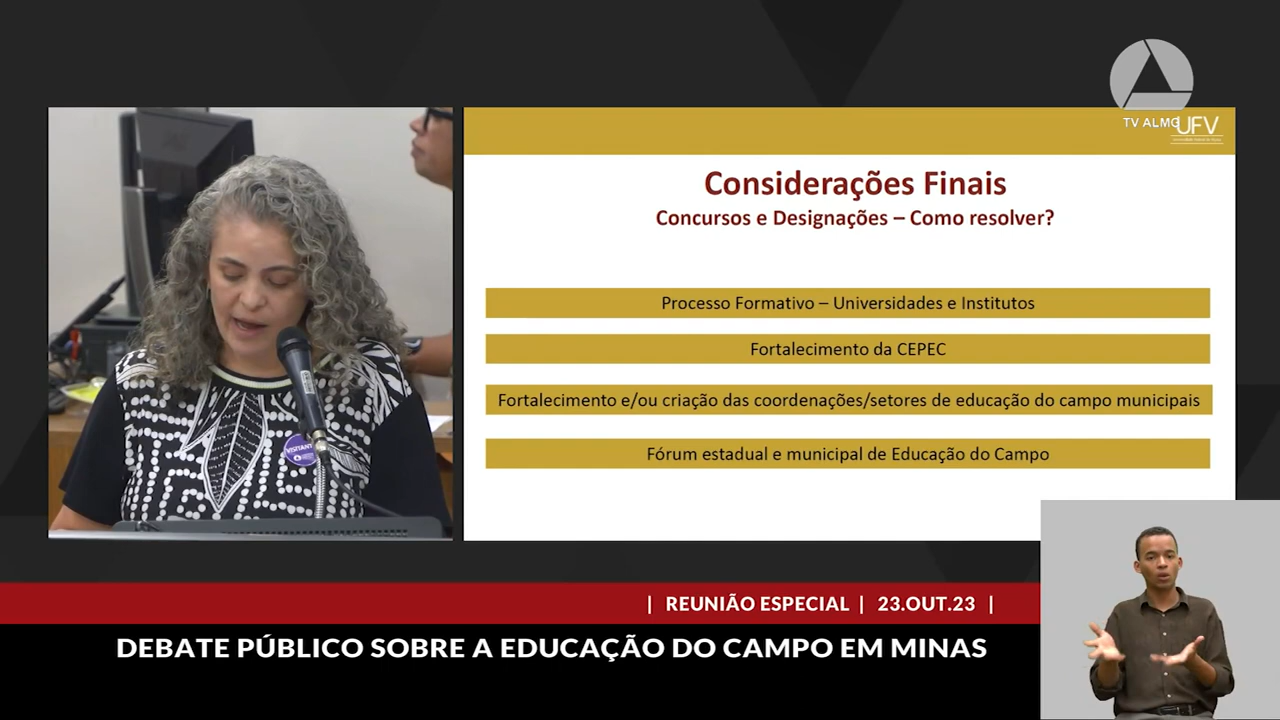 TV ALMG
UFV
Considerações Finais
Concursos e Designações – Como resolver?
Processo Formativo – Universidades e Institutos
Fortalecimento da CEPEC
Fortalecimento e/ou criação das coordenações/setores de educação do campo municipais
Fórum estadual e municipal de Educação do Campo
VISITANT
| REUNIÃO ESPECIAL | 23.OUT.23 |
DEBATE PÚBLICO SOBRE A EDUCAÇÃO DO CAMPO EM MINAS